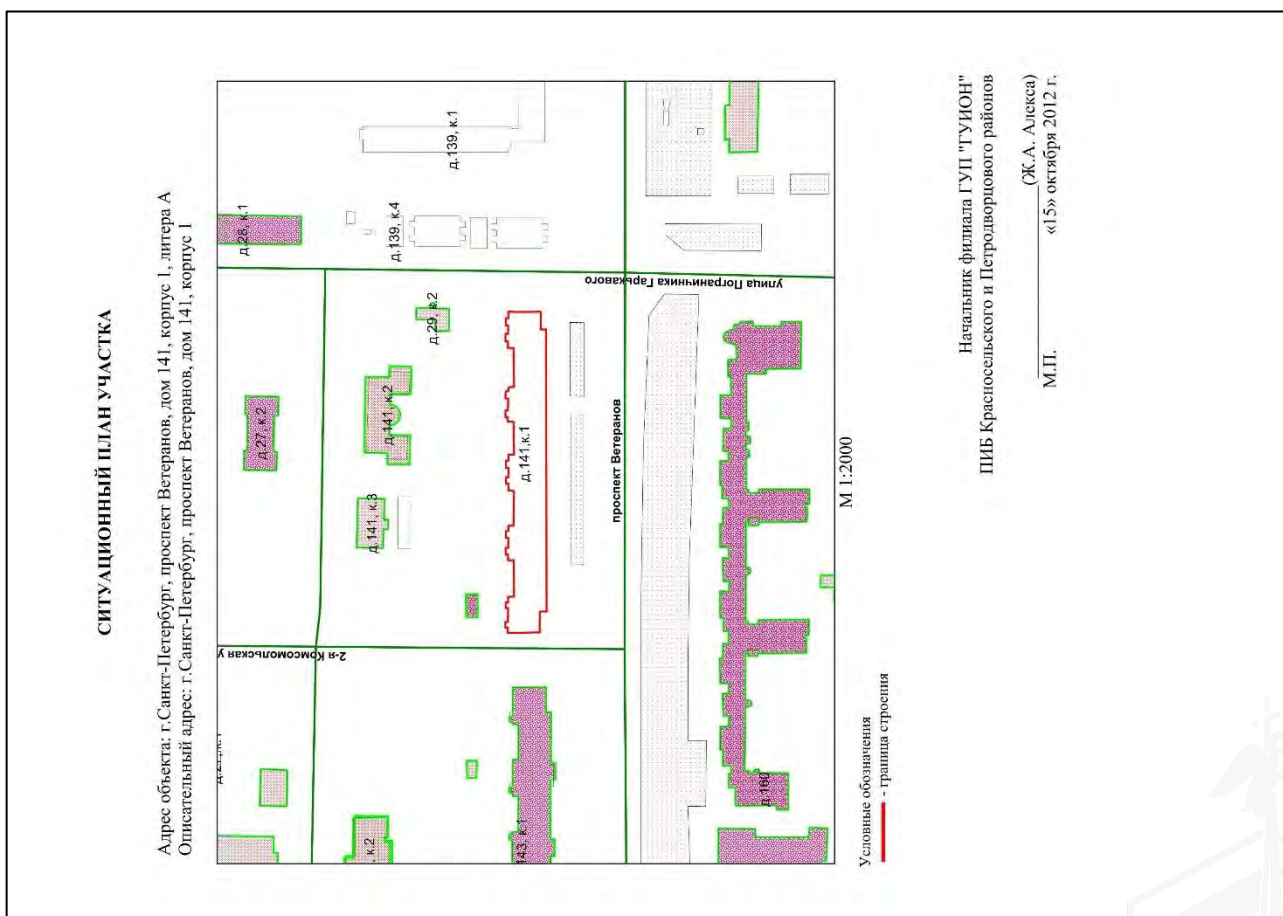 СИТУАЦИОННЫЙ ПЛАН УЧАСТКА
Адрес объекта: г.Санкт-Петербург, проспект Ветеранов, дом 141, корпус 1, литера А
Описательный адрес: г.Санкт-Петербург, проспект Ветеранов, дом 141, корпус 1
д.28, к.1
д.139, к.1
д.139, к.4
д.27, к.2
д.29, к.2
д.141, к.2
д.141, к.3
д.141,к.1
улица Пограничника Гарькавого
2-я Комсомольская у
проспект Ветеранов
, к.2
143, к.1
д.160
М 1:2000
Условные обозначения
- граница строения
Начальник филиала ГУП "ГУИОН"
ПИБ Красносельского и Петродворцового районов
(Ж.А. Алекса)
М.П. «15» октября 2012 г.